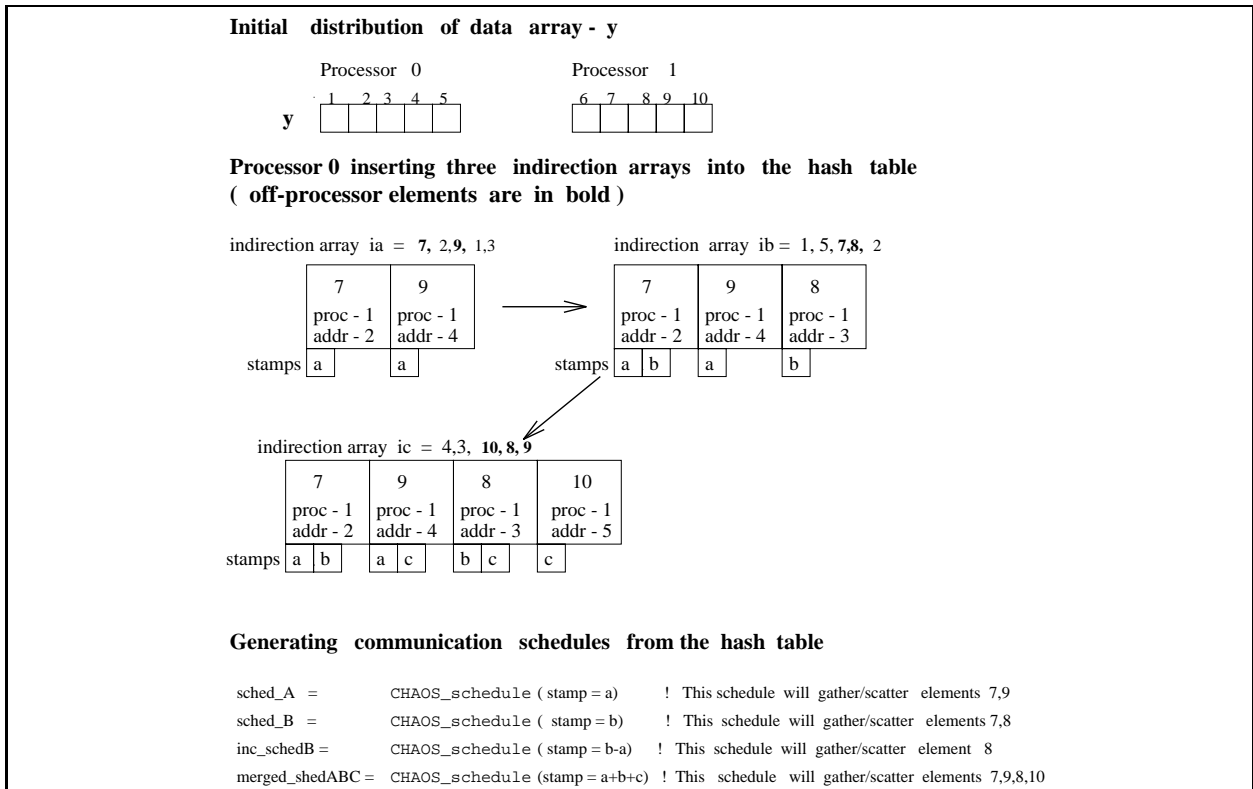 Initial distribution of data array - y
Processor 0 Processor 1
1 2 3 4 5 6 7 8 9 10
y
Processor 0 inserting three indirection arrays into the hash table
( off-processor elements are in bold )
indirection array ia = 7, 2,9, 1,3 indirection array ib = 1, 5, 7,8, 2
7 9 7 9 8
proc - 1 proc - 1 proc - 1 proc - 1 proc - 1
addr - 2 addr - 4 addr - 2 addr - 4 addr - 3
stamps a a stamps a b a b
indirection array ic = 4,3, 10, 8, 9
7 9 8 10
proc - 1 proc - 1 proc - 1 proc - 1
addr - 2 addr - 4 addr - 3 addr - 5
stamps a b a c b c c
Generating communication schedules from the hash table
sched_A = CHAOS_schedule ( stamp = a) ! This schedule will gather/scatter elements 7,9
sched_B = CHAOS_schedule ( stamp = b) ! This schedule will gather/scatter elements 7,8
inc_schedB = CHAOS_schedule ( stamp = b-a) ! This schedule will gather/scatter element 8
merged_shedABC = CHAOS_schedule (stamp = a+b+c) ! This schedule will gather/scatter elements 7,9,8,10